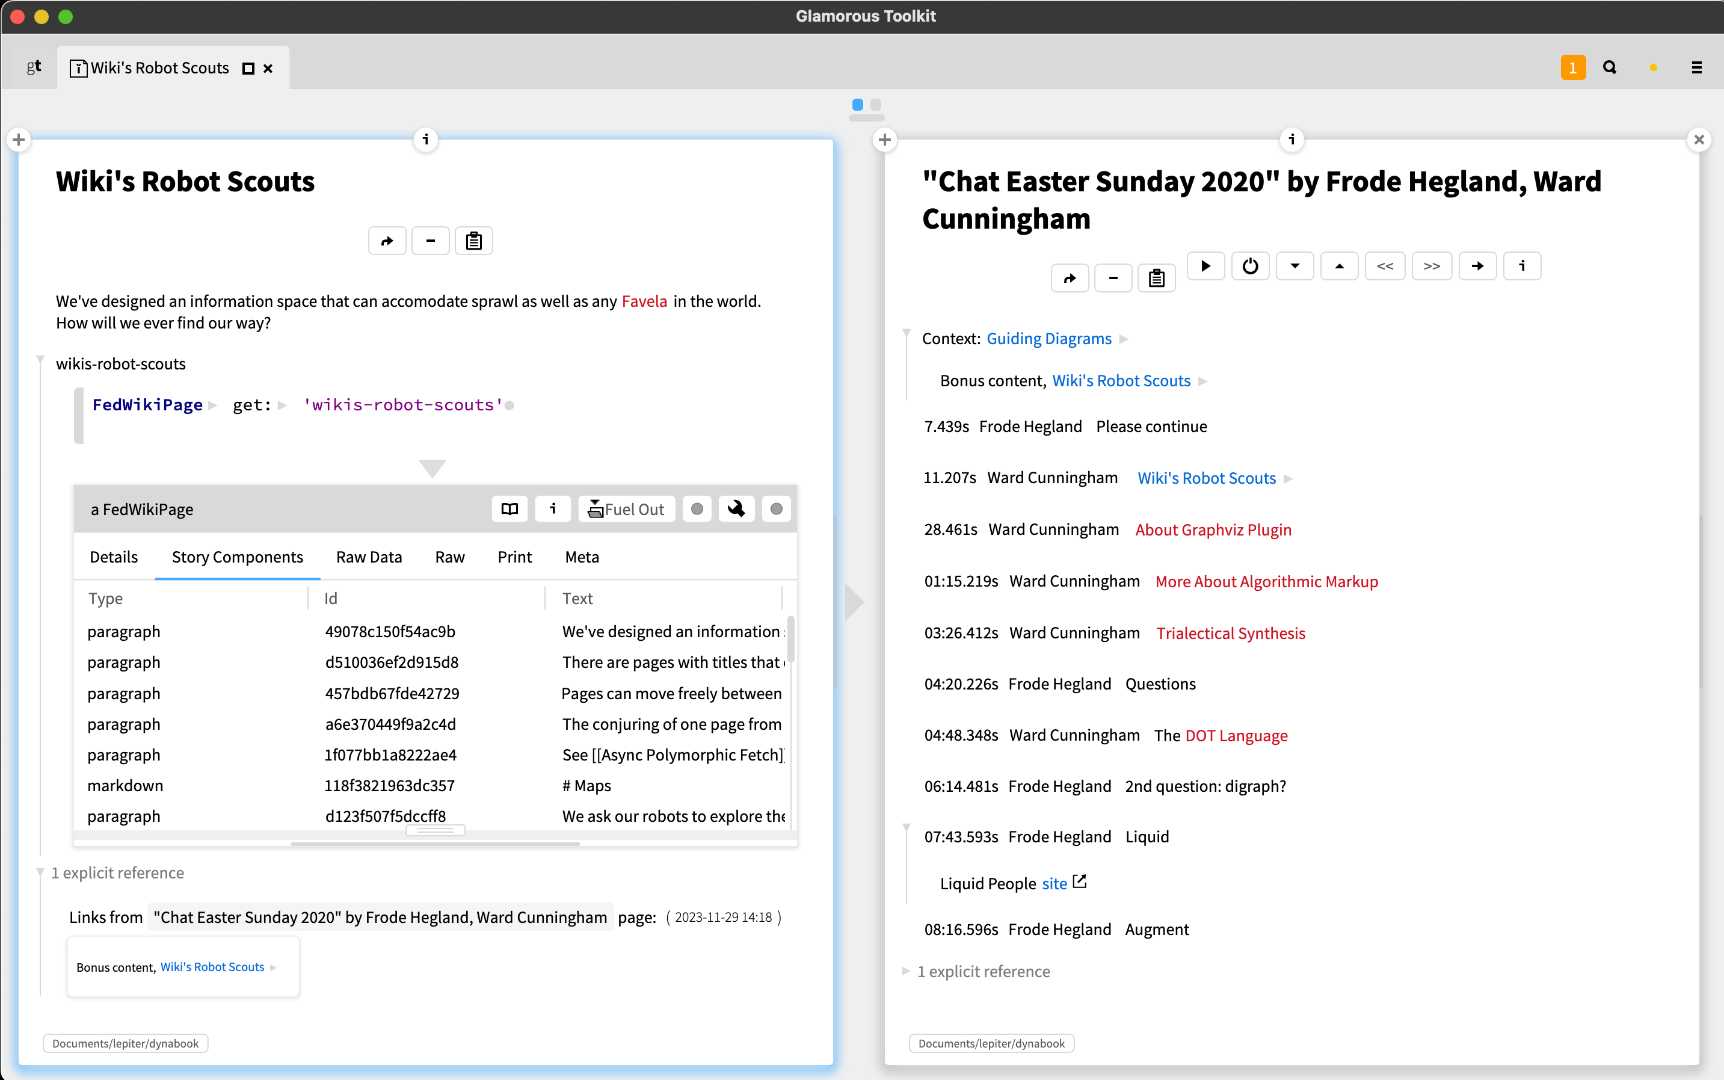 Glamorous Toolkit
gt
Wiki's Robot Scouts
1
Wiki's Robot Scouts
We've designed an information space that can accomodate sprawl as well as any Favela in the world.
How will we ever find our way?
wikis-robot-scouts
FedWikiPage get: 'wikis-robot-scouts'
a FedWikiPage
i
Fuel Out
Details Story Components Raw Data Raw Print Meta
Type Id Text
paragraph 49078c150f54ac9b We've designed an information
paragraph d510036ef2d915d8 There are pages with titles that
paragraph 457bdb67fde42729 Pages can move freely between
paragraph a6e370449f9a2c4d The conjuring of one page from
paragraph 1f077bb1a8222ae4 See [[Async Polymorphic Fetch]]
markdown 118f3821963dc357 # Maps
paragraph d123f507f5dccff8 We ask our robots to explore the
1 explicit reference
Links from "Chat Easter Sunday 2020" by Frode Hegland, Ward Cunningham page: ( 2023-11-29 14:18 )
Bonus content, Wiki's Robot Scouts
Documents/lepiter/dynabook
"Chat Easter Sunday 2020" by Frode Hegland, Ward
Cunningham
<< >> i
Context: Guiding Diagrams
Bonus content, Wiki's Robot Scouts
7.439s Frode Hegland Please continue
11.207s Ward Cunningham Wiki's Robot Scouts
28.461s Ward Cunningham About Graphviz Plugin
01:15.219s Ward Cunningham More About Algorithmic Markup
03:26.412s Ward Cunningham Trialectical Synthesis
04:20.226s Frode Hegland Questions
04:48.348s Ward Cunningham The DOT Language
06:14.481s Frode Hegland 2nd question: digraph?
07:43.593s Frode Hegland Liquid
Liquid People site
08:16.596s Frode Hegland Augment
1 explicit reference
Documents/lepiter/dynabook